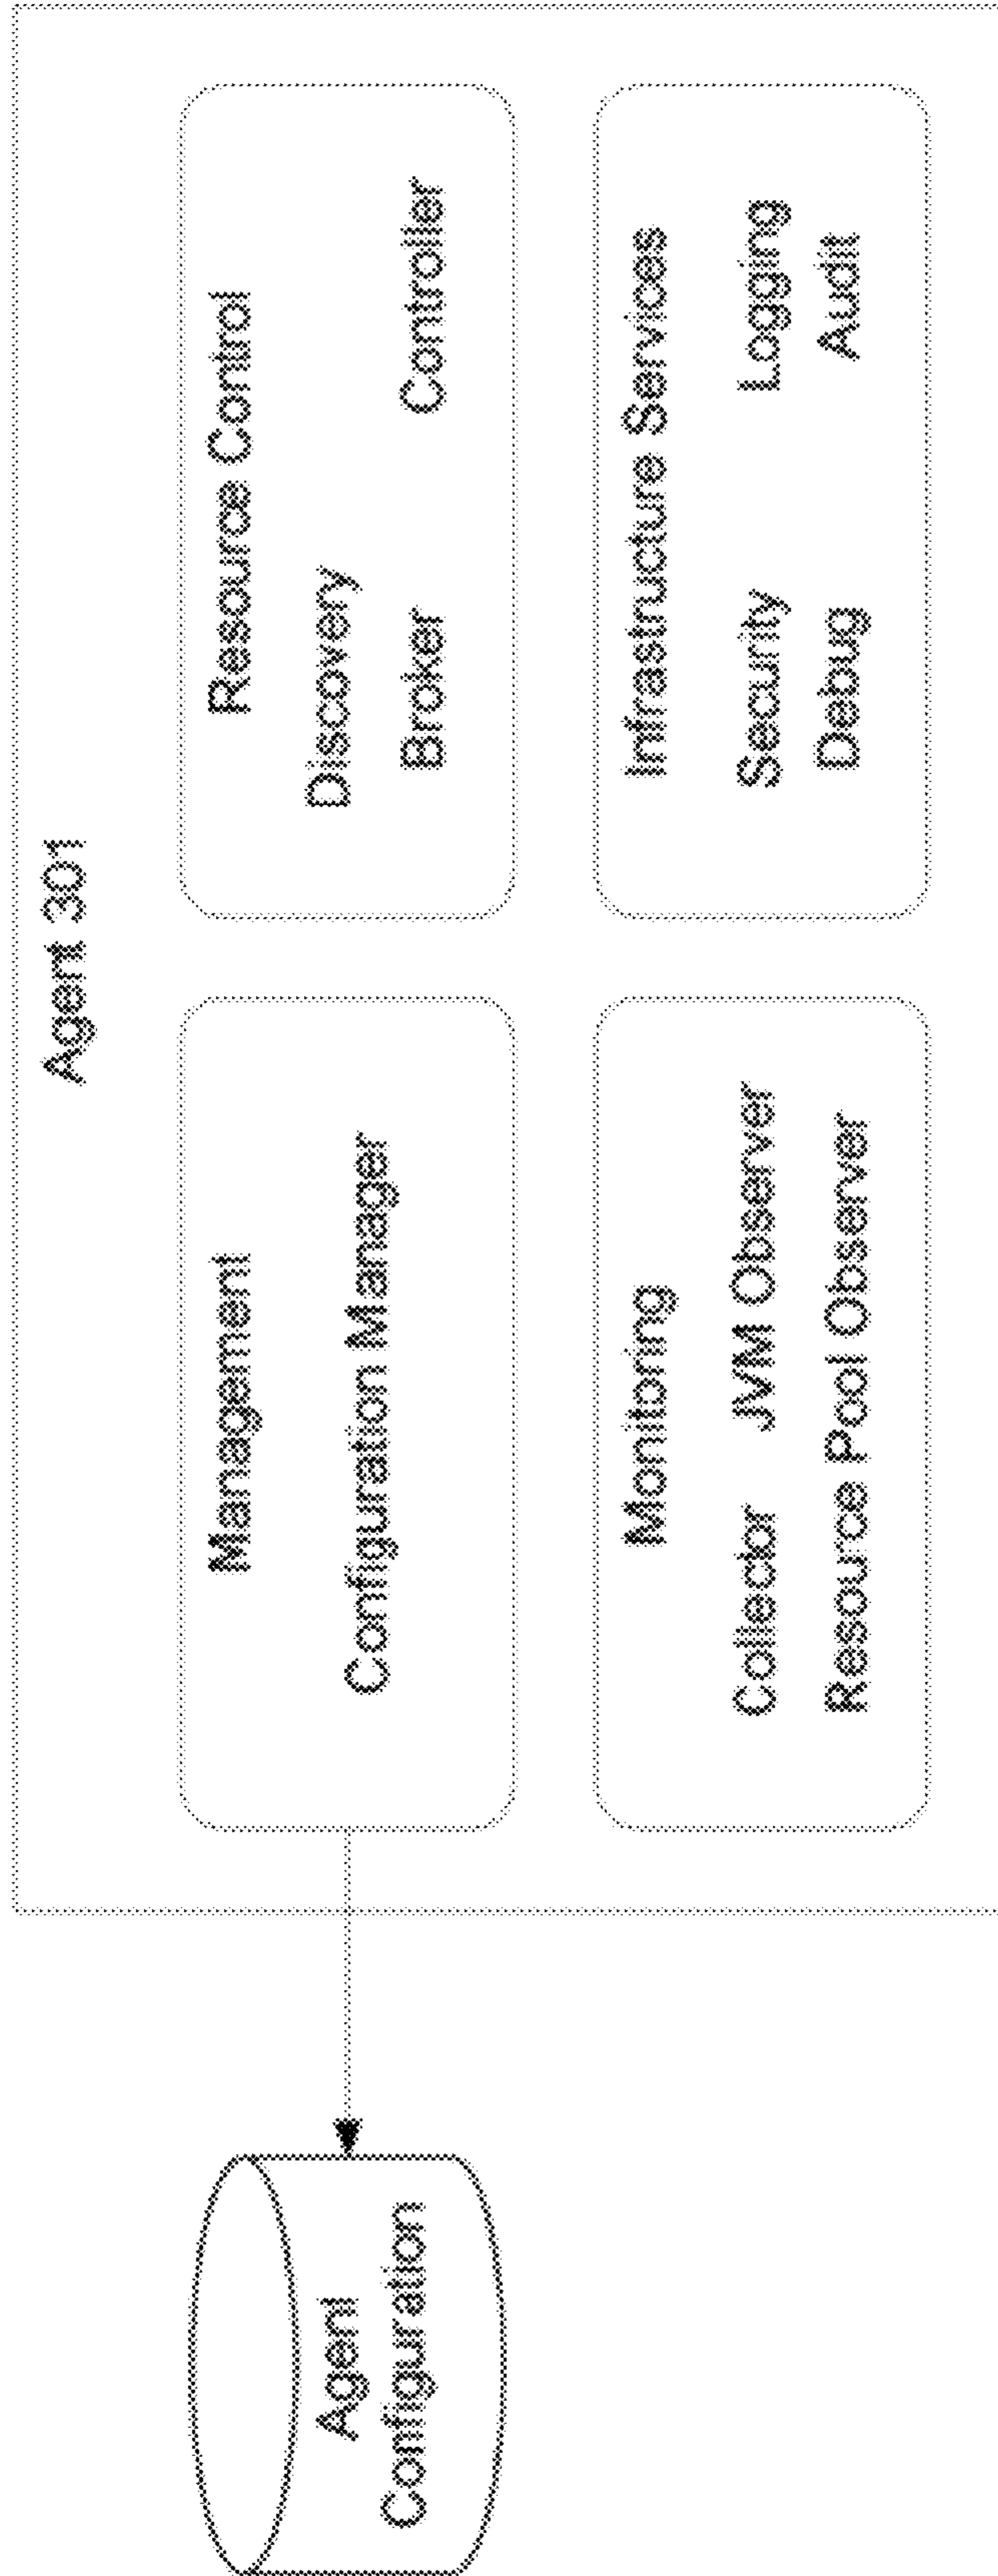 Agent 301
Management
Configuration Manager
Resource Control
Discovery
Broker Controller
Monitoring
Collector JVM Observer
Resource Pool Observer
Infrastructure Services
Security Logging
Debug Audit
Agent
Configuration